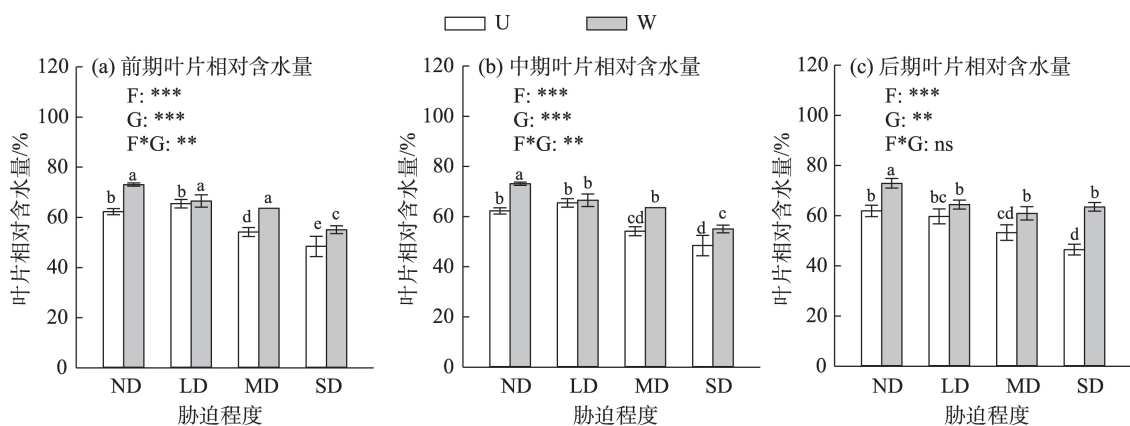 U W
(a) 前期叶片相对含水量
F: ***
G: ***
F*G: **
叶片相对含水量/%
120
100
80
60
40
20
0
b a b a d a e c
ND LD MD SD
胁迫程度
(b) 中期叶片相对含水量
F: ***
G: ***
F*G: **
叶片相对含水量/%
120
100
80
60
40
20
0
b a b b cd b d c
ND LD MD SD
胁迫程度
(c) 后期叶片相对含水量
F: ***
G: **
F*G: ns
叶片相对含水量/%
120
100
80
60
40
20
0
b a bc b cd b d b
ND LD MD SD
胁迫程度